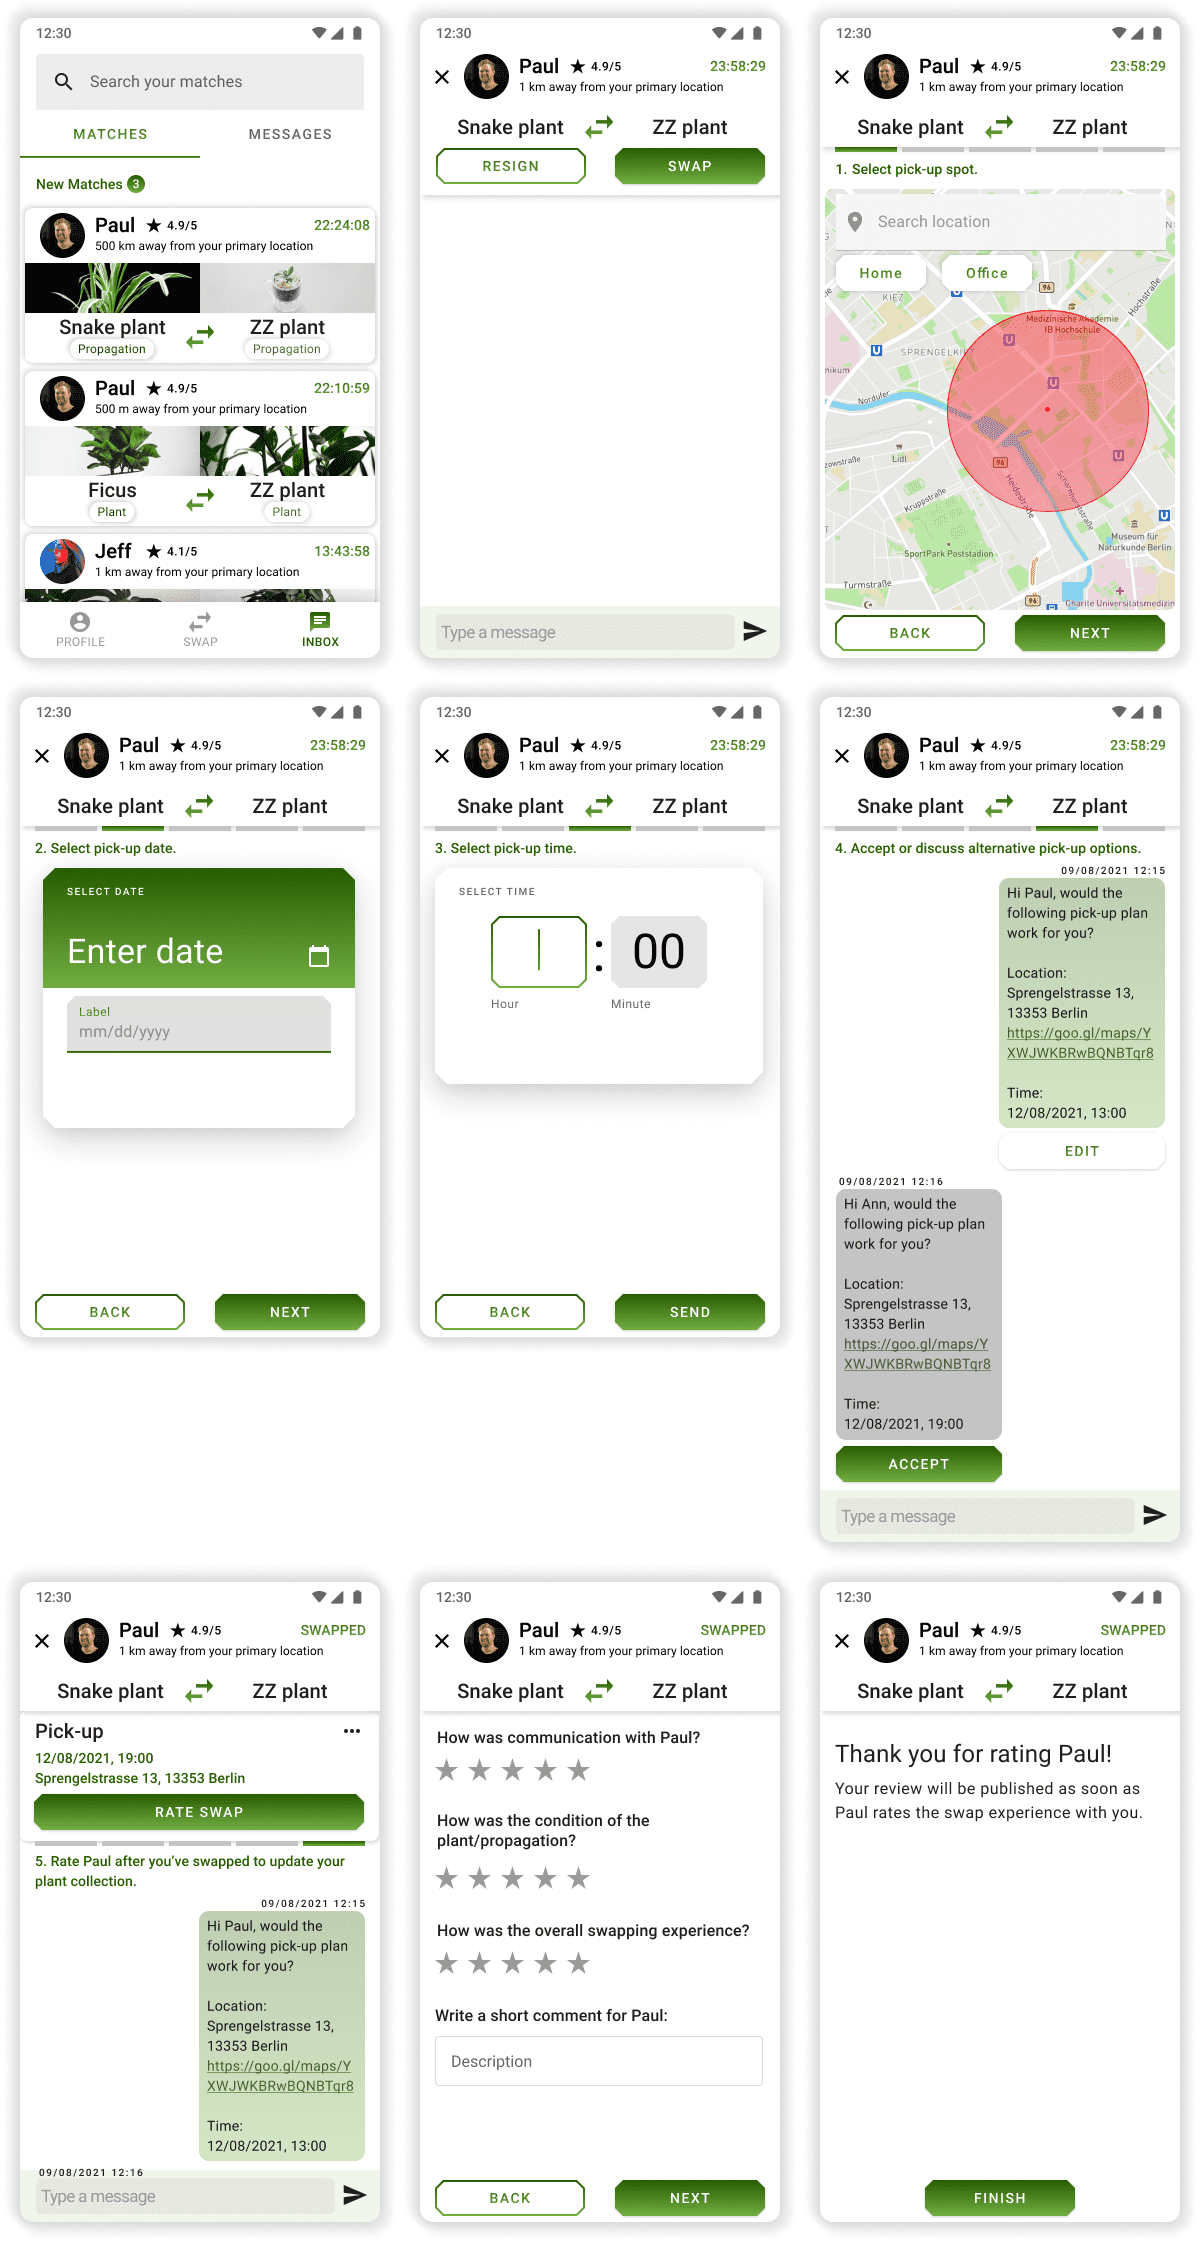 12:30
Search your matches
MATCHES
MESSAGES
New Matches 3
Paul ★ 4.9/5
22:24:08
500 km away from your primary location
Snake plant
ZZ plant
Propagation
Propagation
Paul ★ 4.9/5
22:10:59
500 m away from your primary location
Ficus
ZZ plant
Plant
Plant
Jeff ★ 4.1/5
13:43:58
1 km away from your primary location
PROFILE
SWAP
INBOX
12:30
Paul ★ 4.9/5
23:58:29
1 km away from your primary location
Snake plant
ZZ plant
RESIGN
SWAP
Type a message
12:30
Paul ★ 4.9/5
23:58:29
1 km away from your primary location
Snake plant
ZZ plant
1. Select pick-up spot.
Search location
Home
Office
KIEZ
96
Hochstraße
Medizinische Akademie
IB Hochschule
U
U
SPRENGELKIEZ
nikum
U
Nordufer
Lidl
zowstraße
96
U
Heidestraße
Scharnhorststraße
Kruppstraße
U
Museum für
Naturkunde Berlin
SportPark Poststadion
Turmstraße
96
Charité Universitätsmedizin
BACK
NEXT
12:30
Paul ★ 4.9/5
23:58:29
1 km away from your primary location
Snake plant
ZZ plant
2. Select pick-up date.
SELECT DATE
Enter date
Label
mm/dd/yyyy
BACK
NEXT
12:30
Paul ★ 4.9/5
23:58:29
1 km away from your primary location
Snake plant
ZZ plant
3. Select pick-up time.
SELECT TIME
: 00
Hour
Minute
BACK
SEND
12:30
Paul ★ 4.9/5
23:58:29
1 km away from your primary location
Snake plant
ZZ plant
4. Accept or discuss alternative pick-up options.
09/08/2021 12:15
Hi Paul, would the
following pick-up plan
work for you?
Location:
Sprengelstrasse 13,
13353 Berlin
https://goo.gl/maps/Y
XWJWKBRwBQNBTqr8
Time:
12/08/2021, 13:00
EDIT
09/08/2021 12:16
Hi Ann, would the
following pick-up plan
work for you?
Location:
Sprengelstrasse 13,
13353 Berlin
https://goo.gl/maps/Y
XWJWKBRwBQNBTqr8
Time:
12/08/2021, 19:00
ACCEPT
Type a message
12:30
Paul ★ 4.9/5
SWAPPED
1 km away from your primary location
Snake plant
ZZ plant
Pick-up
12/08/2021, 19:00
Sprengelstrasse 13, 13353 Berlin
RATE SWAP
5. Rate Paul after you've swapped to update your
plant collection.
09/08/2021 12:15
Hi Paul, would the
following pick-up plan
work for you?
Location:
Sprengelstrasse 13,
13353 Berlin
https://goo.gl/maps/Y
XWJWKBRwBQNBTqr8
Time:
12/08/2021, 13:00
09/08/2021 12:16
Type a message
12:30
Paul ★ 4.9/5
SWAPPED
1 km away from your primary location
Snake plant
ZZ plant
How was communication with Paul?
How was the condition of the
plant/propagation?
How was the overall swapping experience?
Write a short comment for Paul:
Description
BACK
NEXT
12:30
Paul ★ 4.9/5
SWAPPED
1 km away from your primary location
Snake plant
ZZ plant
Thank you for rating Paul!
Your review will be published as soon as
Paul rates the swap experience with you.
FINISH